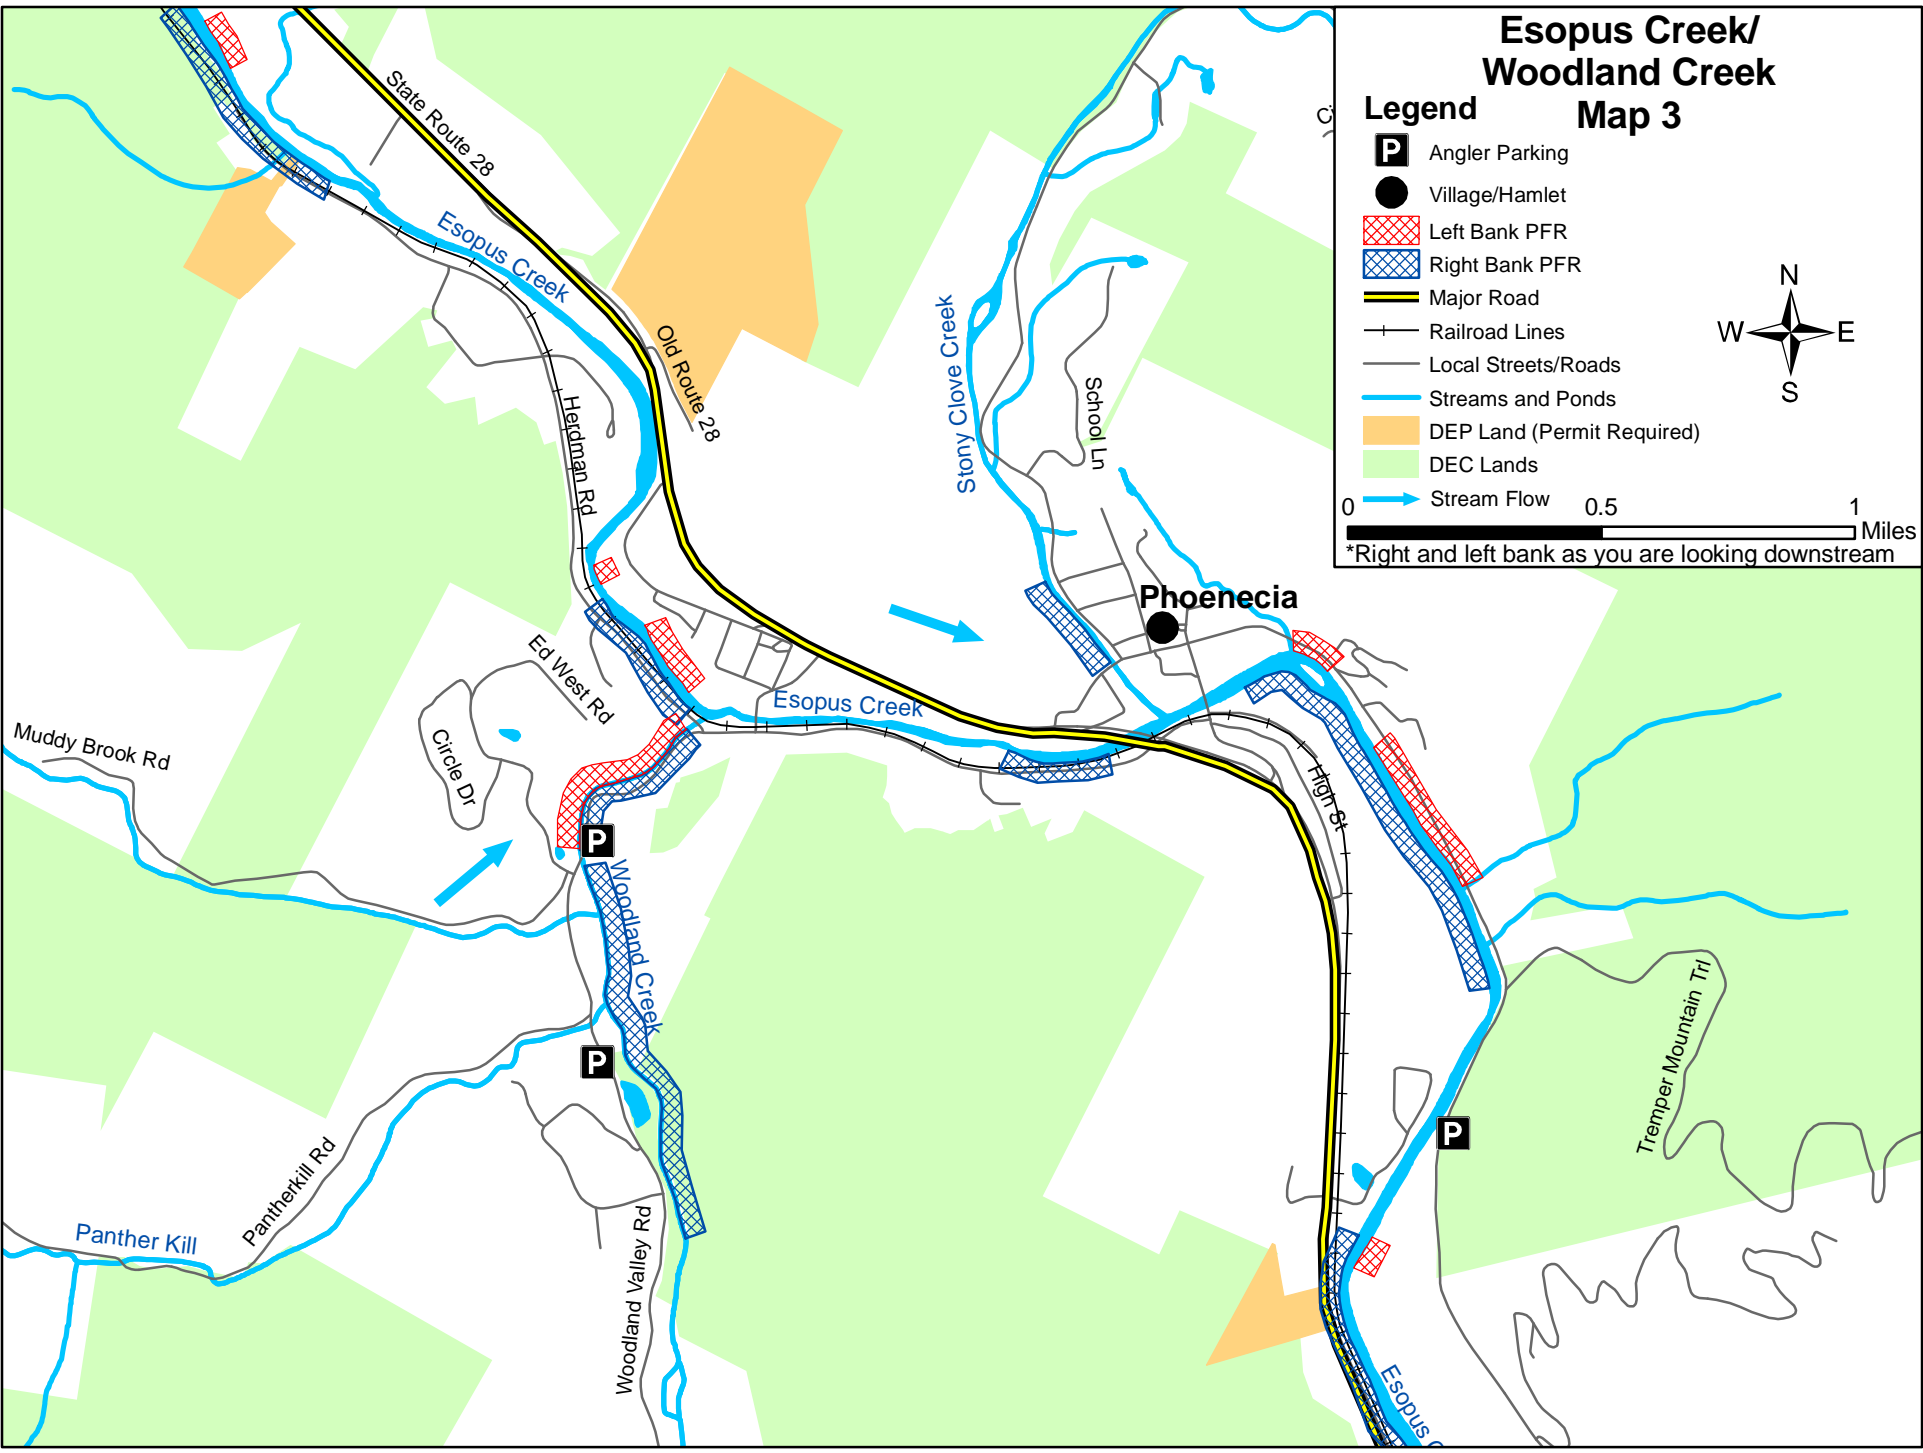 Esopus Creek/
Woodland Creek
Map 3
Legend
P Angler Parking
Village/Hamlet
Left Bank PFR
Right Bank PFR
Major Road
Railroad Lines
Local Streets/Roads
Streams and Ponds
DEP Land (Permit Required)
DEC Lands
Stream Flow
N
W E
S
0 0.5 1
Miles
*Right and left bank as you are looking downstream
State Route 28
Esopus Creek
Old Route 28
Stony Clove Creek
School Ln
Herdman Rd
Phoenecia
Ed West Rd
Esopus Creek
Muddy Brook Rd
Circle Dr
High St
P
Woodland Creek
P
Tremper Mountain Trl
P
Pantherkill Rd
Panther Kill
Woodland Valley Rd
Esopus